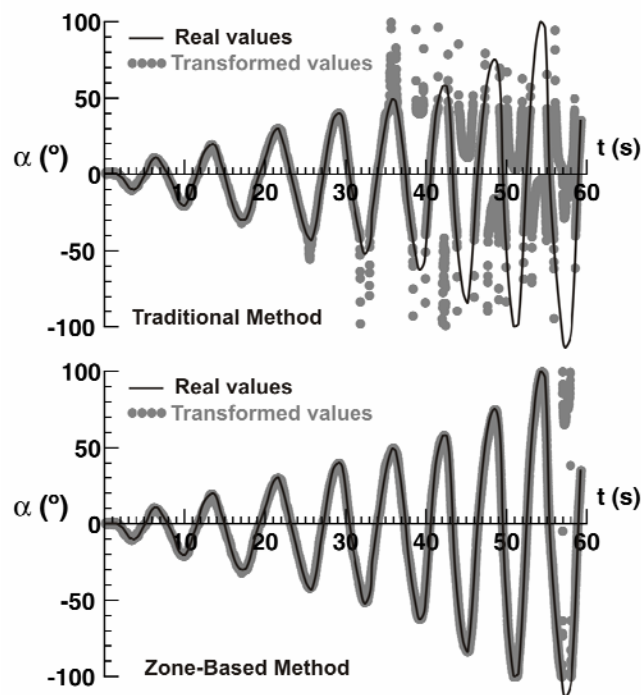 100
Real values
Transformed values
50
α (º)
t (s)
0
10 20 30 40 50 60
-50
-100
Traditional Method
100
Real values
Transformed values
50
α (º)
t (s)
0
10 20 30 40 50 60
-50
-100
Zone-Based Method